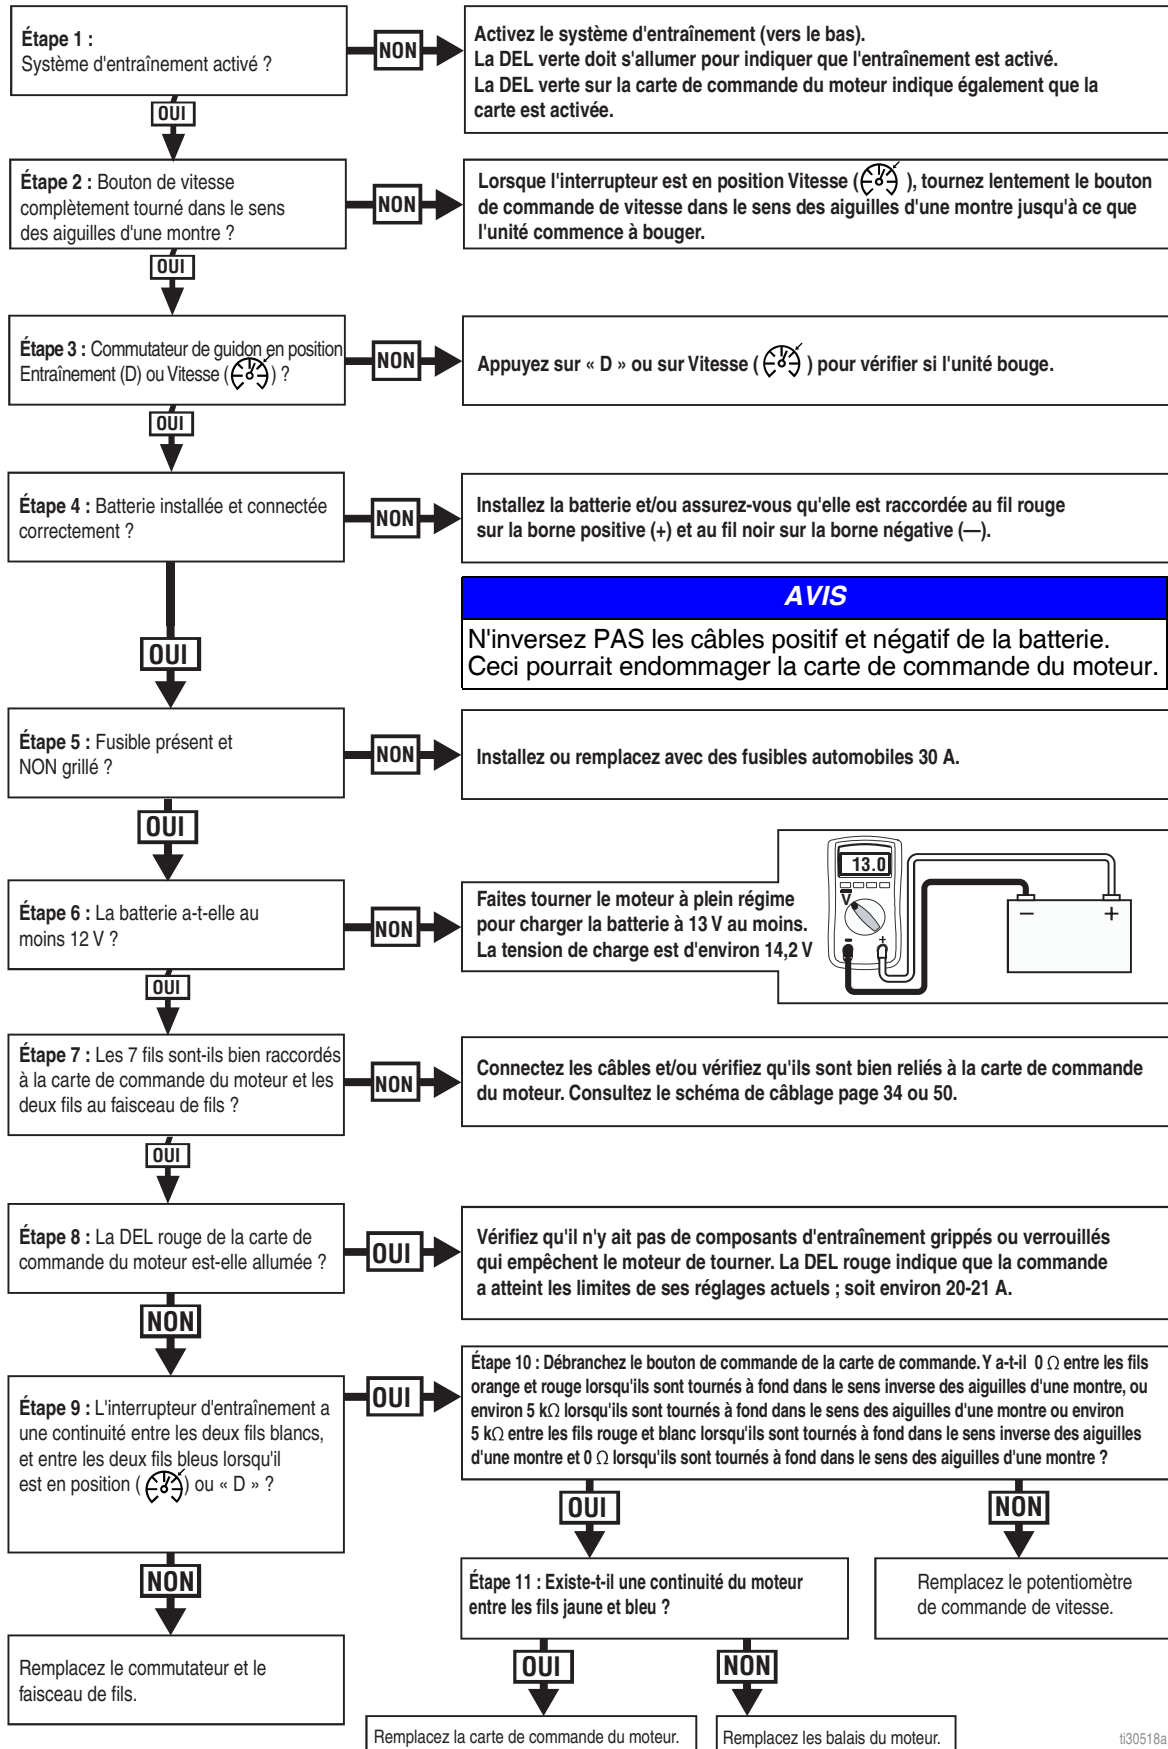 Étape 1 :
Système d'entraînement activé ?
NON
Activez le système d'entraînement (vers le bas).
La DEL verte doit s'allumer pour indiquer que l'entraînement est activé.
La DEL verte sur la carte de commande du moteur indique également que la
carte est activée.
OUI
Étape 2 : Bouton de vitesse
complètement tourné dans le sens
des aiguilles d'une montre ?
NON
Lorsque l'interrupteur est en position Vitesse ( ), tournez lentement le bouton
de commande de vitesse dans le sens des aiguilles d'une montre jusqu'à ce que
l'unité commence à bouger.
OUI
Étape 3 : Commutateur de guidon en position
Entraînement (D) ou Vitesse ( ) ?
NON
Appuyez sur « D » ou sur Vitesse ( ) pour vérifier si l'unité bouge.
OUI
Étape 4 : Batterie installée et connectée
correctement ?
NON
Installez la batterie et/ou assurez-vous qu'elle est raccordée au fil rouge
sur la borne positive (+) et au fil noir sur la borne négative (—).
AVIS
N'inversez PAS les câbles positif et négatif de la batterie.
Ceci pourrait endommager la carte de commande du moteur.
OUI
Étape 5 : Fusible présent et
NON grillé ?
NON
Installez ou remplacez avec des fusibles automobiles 30 A.
OUI
Étape 6 : La batterie a-t-elle au
moins 12 V ?
NON
Faites tourner le moteur à plein régime
pour charger la batterie à 13 V au moins.
La tension de charge est d'environ 14,2 V
13.0
V
- +
− +
OUI
Étape 7 : Les 7 fils sont-ils bien raccordés
à la carte de commande du moteur et les
deux fils au faisceau de fils ?
NON
Connectez les câbles et/ou vérifiez qu'ils sont bien reliés à la carte de commande
du moteur. Consultez le schéma de câblage page 34 ou 50.
OUI
Étape 8 : La DEL rouge de la carte de
commande du moteur est-elle allumée ?
OUI
Vérifiez qu'il n'y ait pas de composants d'entraînement grippés ou verrouillés
qui empêchent le moteur de tourner. La DEL rouge indique que la commande
a atteint les limites de ses réglages actuels ; soit environ 20-21 A.
NON
Étape 9 : L'interrupteur d'entraînement a
une continuité entre les deux fils blancs,
et entre les deux fils bleus lorsqu'il
est en position ( ) ou « D » ?
OUI
Étape 10 : Débranchez le bouton de commande de la carte de commande. Y a-t-il 0 Ω entre les fils
orange et rouge lorsqu'ils sont tournés à fond dans le sens inverse des aiguilles d'une montre, ou
environ 5 kΩ lorsqu'ils sont tournés à fond dans le sens des aiguilles d'une montre ou environ
5 kΩ entre les fils rouge et blanc lorsqu'ils sont tournés à fond dans le sens inverse des aiguilles
d'une montre et 0 Ω lorsqu'ils sont tournés à fond dans le sens des aiguilles d'une montre ?
OUI
NON
NON
Étape 11 : Existe-t-il une continuité du moteur
entre les fils jaune et bleu ?
Remplacez le potentiomètre
de commande de vitesse.
Remplacez le commutateur et le
faisceau de fils.
OUI
NON
Remplacez la carte de commande du moteur.
Remplacez les balais du moteur.
ti30518a